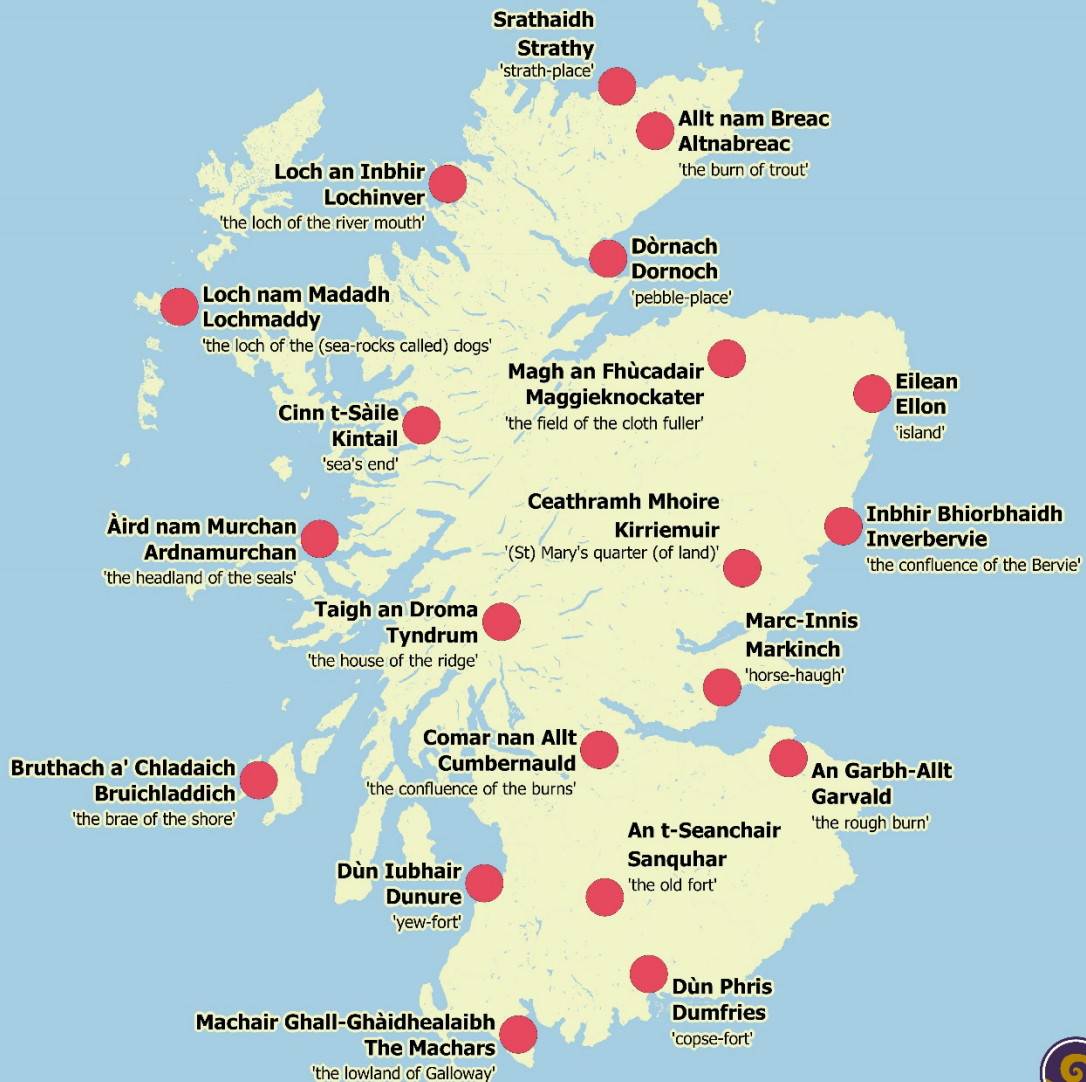 Srathaidh
Strathy
'strath-place'
Allt nam Breac
Altnabreac
'the burn of trout'
Loch an Inbhir
Lochinver
'the loch of the river mouth'
Dòrnach
Dornoch
'pebble-place'
Loch nam Madadh
Lochmaddy
'the loch of the (sea-rocks called) dogs'
Magh an Fhùcadair
Maggieknockater
'the field of the cloth fuller'
Eilean
Ellon
'island'
Cinn t-Sàile
Kintail
'sea's end'
Ceathramh Mhoire
Kirriemuir
'(St) Mary's quarter (of land)'
Inbhir Bhiorbhaidh
Inverbervie
'the confluence of the Bervie'
Àird nam Murchan
Ardnamurchan
'the headland of the seals'
Taigh an Droma
Tyndrum
'the house of the ridge'
Marc-Innis
Markinch
'horse-haugh'
Comar nan Allt
Cumbernauld
'the confluence of the burns'
Bruthach a' Chladaich
Bruichladdich
'the brae of the shore'
An Garbh-Allt
Garvald
'the rough burn'
An t-Seanchair
Sanquhar
'the old fort'
Dùn Iubhair
Dunure
'yew-fort'
Dùn Phris
Dumfries
'copse-fort'
Machair Ghall-Ghàidhealaibh
The Machars
'the lowland of Galloway'